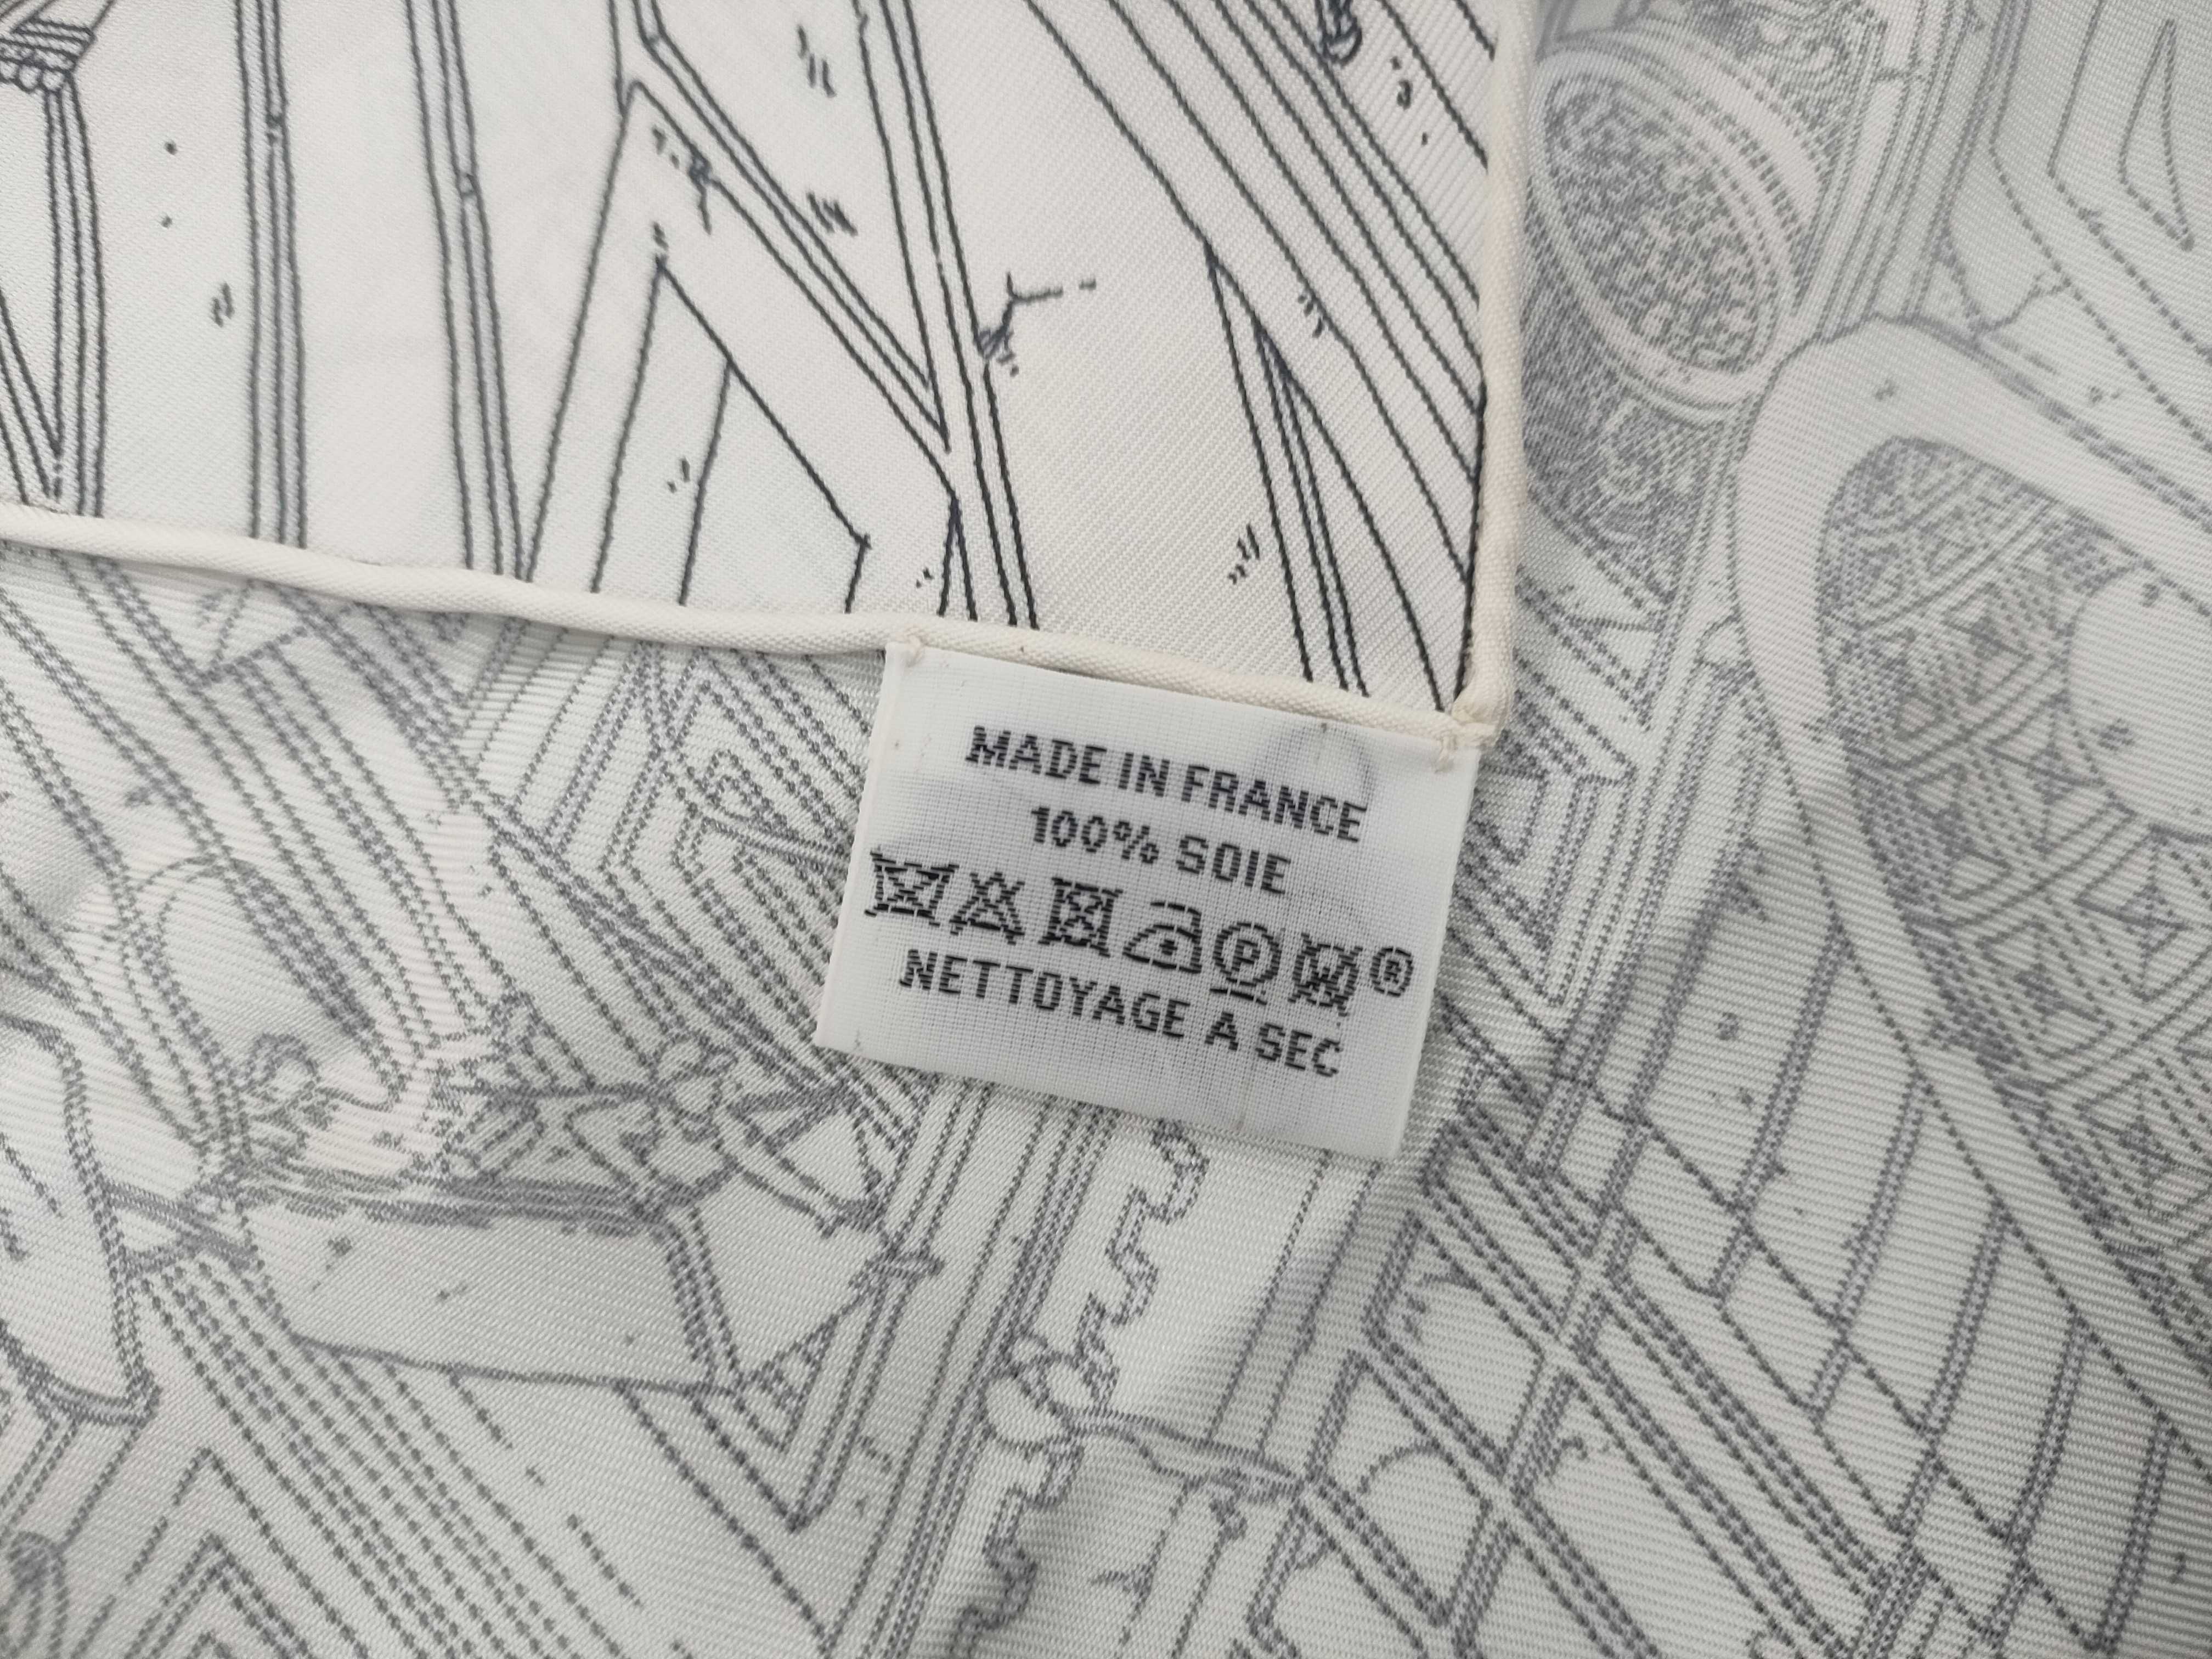 MADE IN FRANCE
100% SOIE
P W ®
NETTOYAGE A SEC